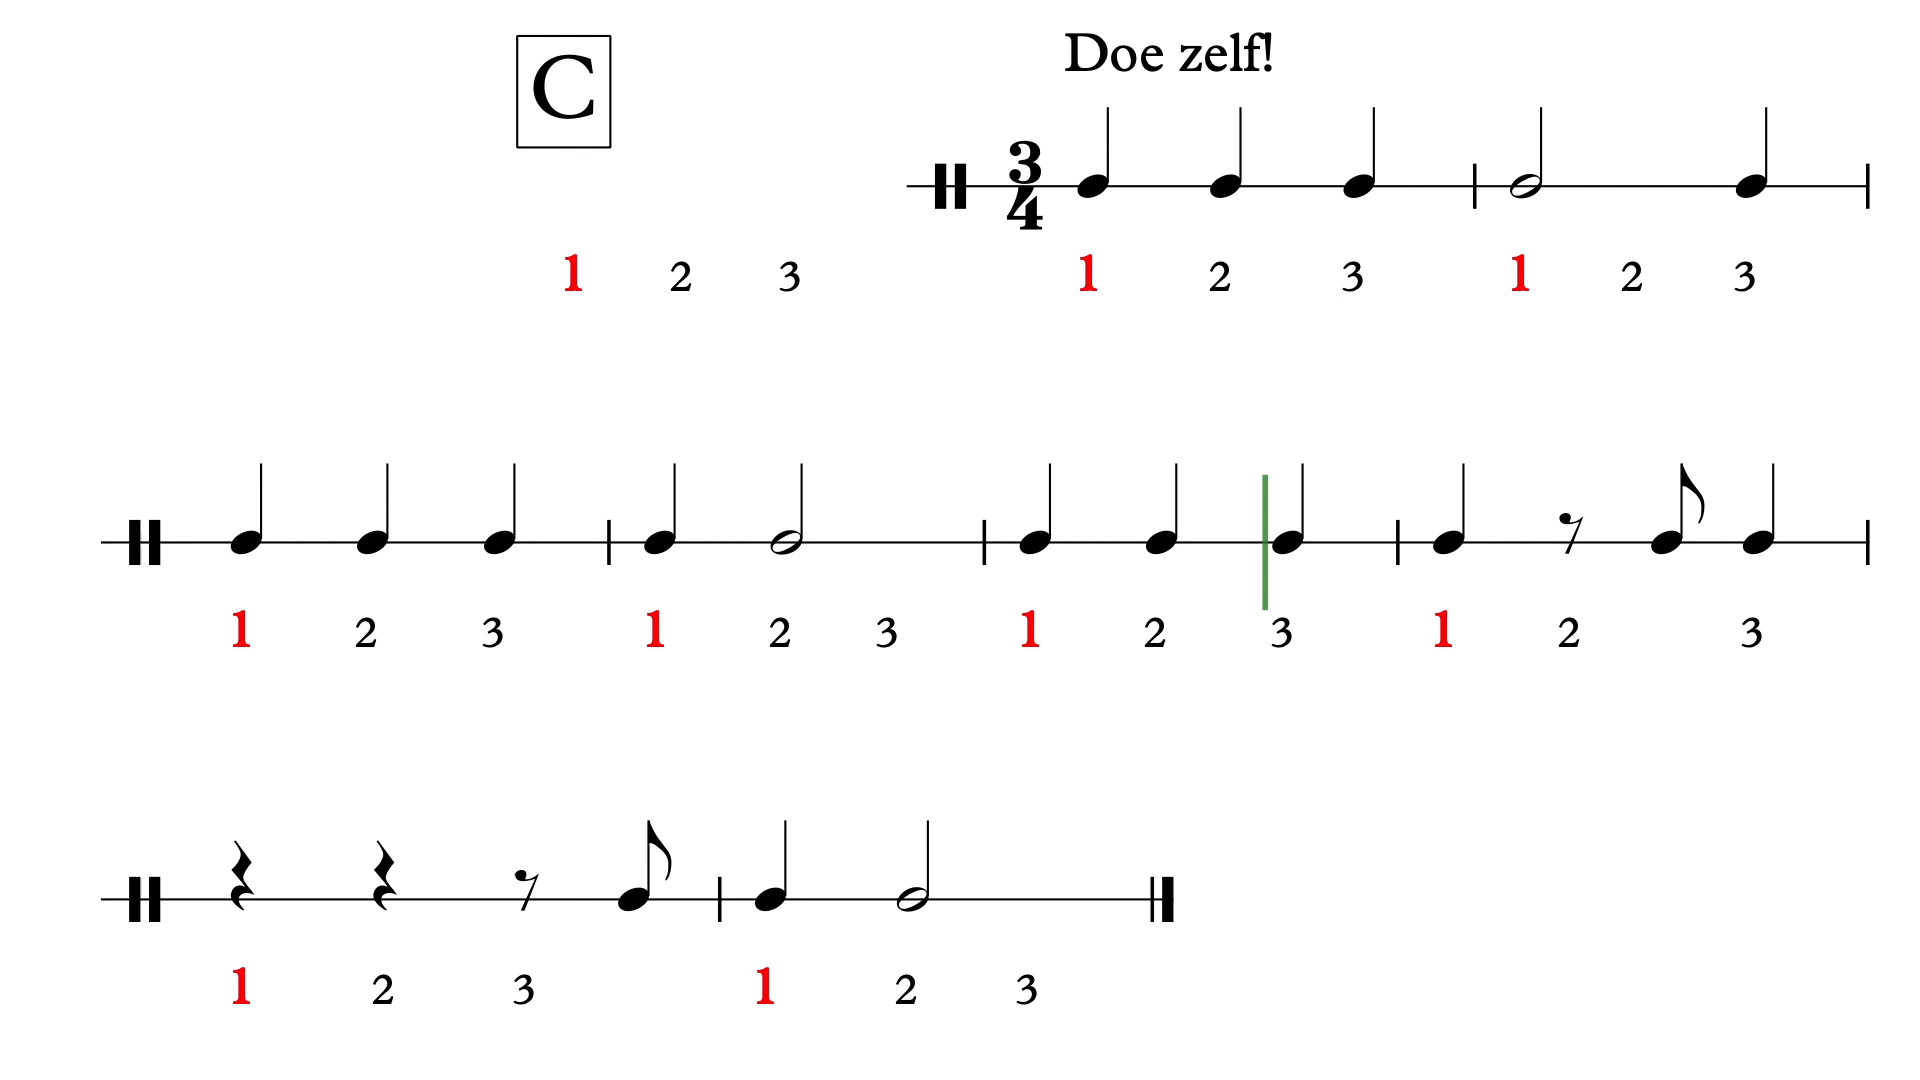 Doe zelf!
C
3
4
1 2 3 1 2 3 1 2 3
1 2 3 1 2 3 1 2 3 1 2 3
1 2 3 1 2 3